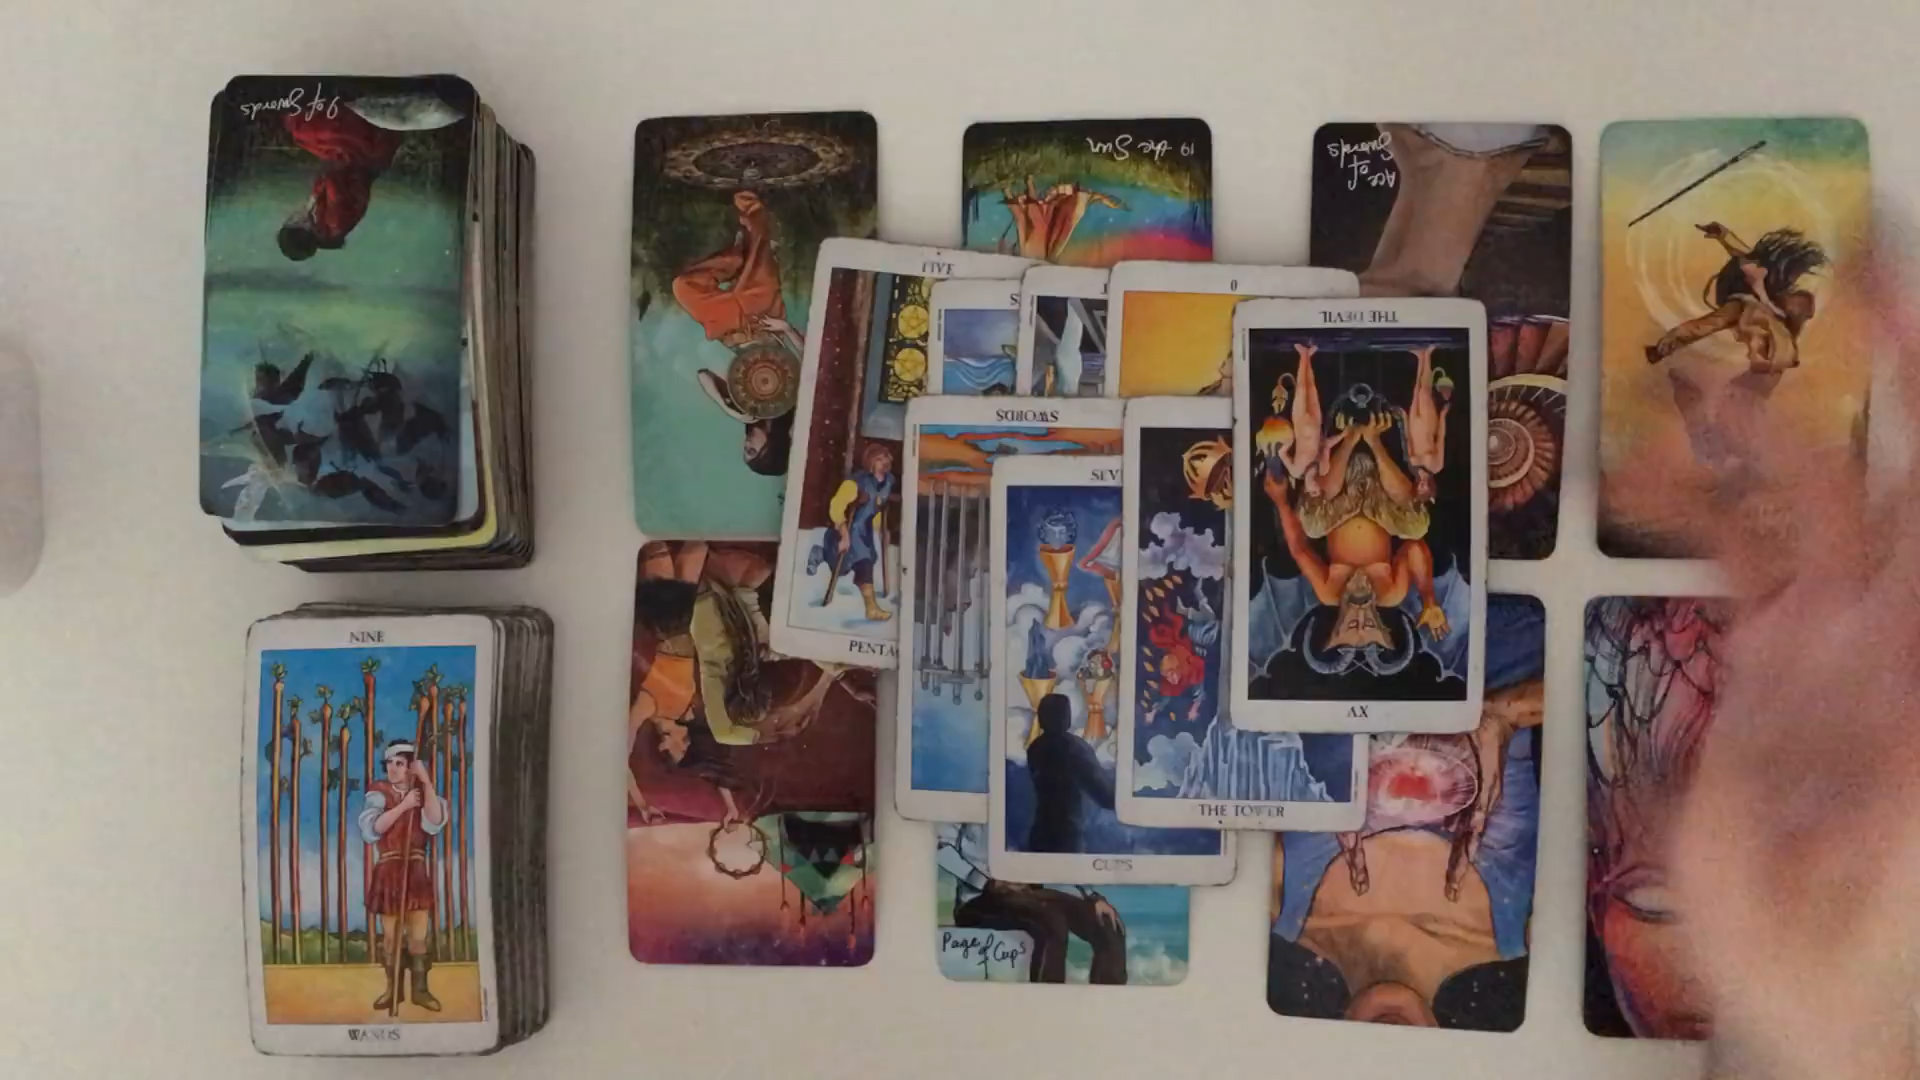 9 of Swords
19 the Sun
Ace
of
Swords
FIVE
PENTA
S
T
0
THE DEVIL
XV
SWORDS
SEV
CUPS
THE TOWER
Page of Cups
NINE
WANDS